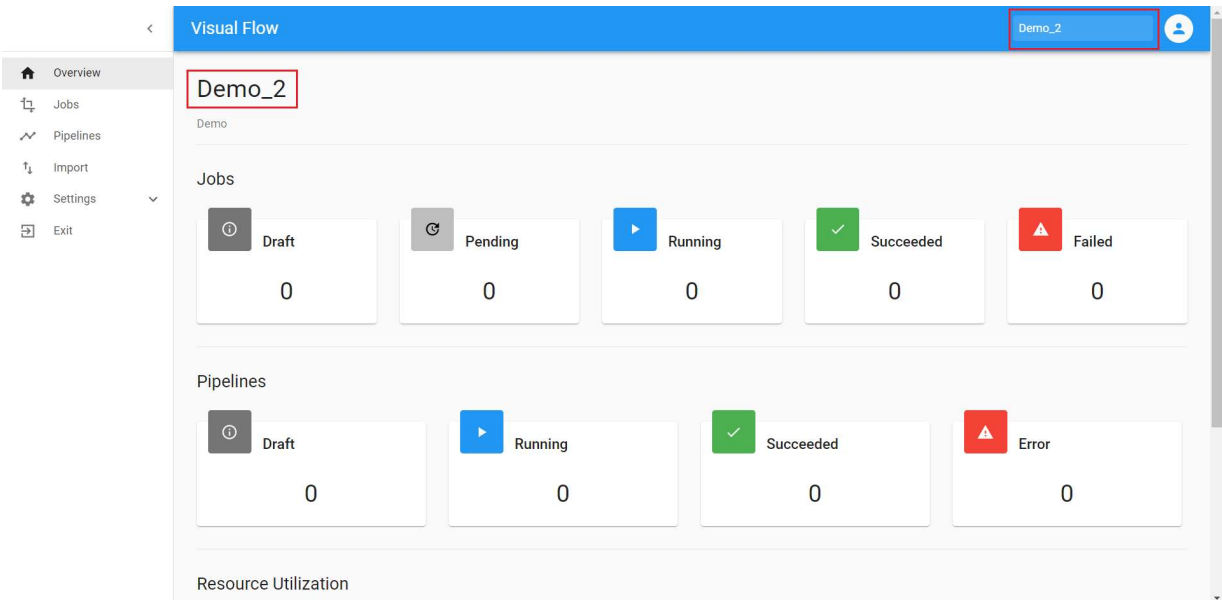 Visual Flow
Demo_2
Overview
Jobs
Pipelines
Import
Settings
Exit
Demo_2
Demo
Jobs
Draft
0
Pending
0
Running
0
Succeeded
0
Failed
0
Pipelines
Draft
0
Running
0
Succeeded
0
Error
0
Resource Utilization